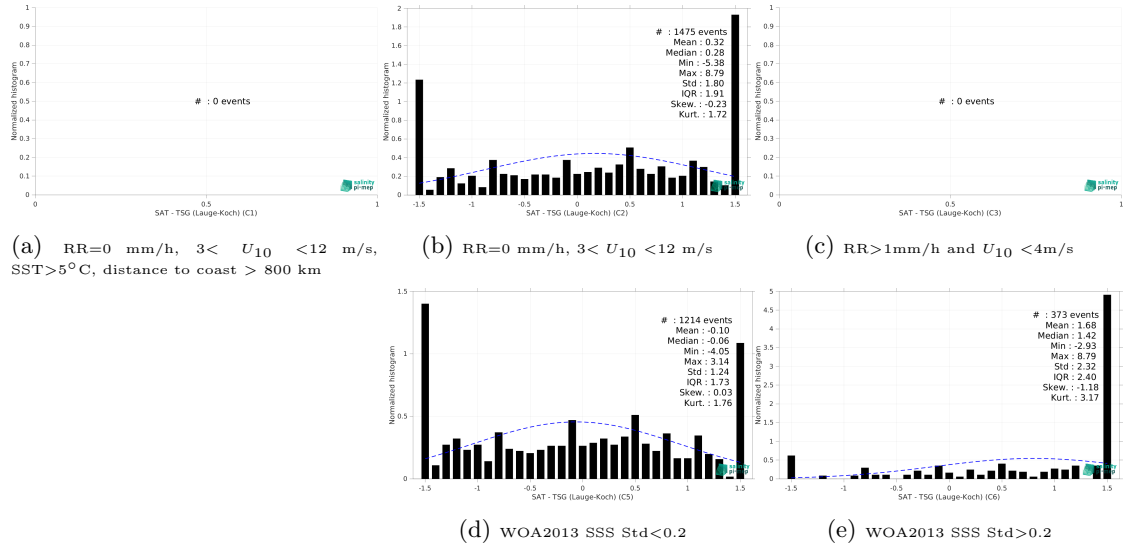 1
0.9
0.8
0.7
0.6
0.5
0.4
0.3
0.2
0.1
0
0
0.5
1
Normalized histogram
# : 0 events
salinity
pi-mep
SAT - TSG (Lauge-Koch) (C1)
(a) RR=0 mm/h, 3< U10 <12 m/s,
SST>5°C, distance to coast > 800 km
2
1.8
1.6
1.4
1.2
1
0.8
0.6
0.4
0.2
0
-1.5
-1
-0.5
0
0.5
1
1.5
Normalized histogram
# : 1475 events
Mean : 0.32
Median : 0.28
Min : -5.38
Max : 8.79
Std : 1.80
IQR : 1.91
Skew. : -0.23
Kurt. : 1.72
salinity
pi-mep
SAT - TSG (Lauge-Koch) (C2)
(b) RR=0 mm/h, 3< U10 <12 m/s
1
0.9
0.8
0.7
0.6
0.5
0.4
0.3
0.2
0.1
0
0
0.5
1
Normalized histogram
# : 0 events
salinity
pi-mep
SAT - TSG (Lauge-Koch) (C3)
(c) RR>1mm/h and U10 <4m/s
1.5
1
0.5
0
-1.5
-1
-0.5
0
0.5
1
1.5
Normalized histogram
# : 1214 events
Mean : -0.10
Median : -0.06
Min : -4.05
Max : 3.14
Std : 1.24
IQR : 1.73
Skew. : 0.03
Kurt. : 1.76
salinity
pi-mep
SAT - TSG (Lauge-Koch) (C5)
(d) WOA2013 SSS Std<0.2
5
4.5
4
3.5
3
2.5
2
1.5
1
0.5
0
-1.5
-1
-0.5
0
0.5
1
1.5
Normalized histogram
# : 373 events
Mean : 1.68
Median : 1.42
Min : -2.93
Max : 8.79
Std : 2.32
IQR : 2.40
Skew. : -1.18
Kurt. : 3.17
salinity
pi-mep
SAT - TSG (Lauge-Koch) (C6)
(e) WOA2013 SSS Std>0.2